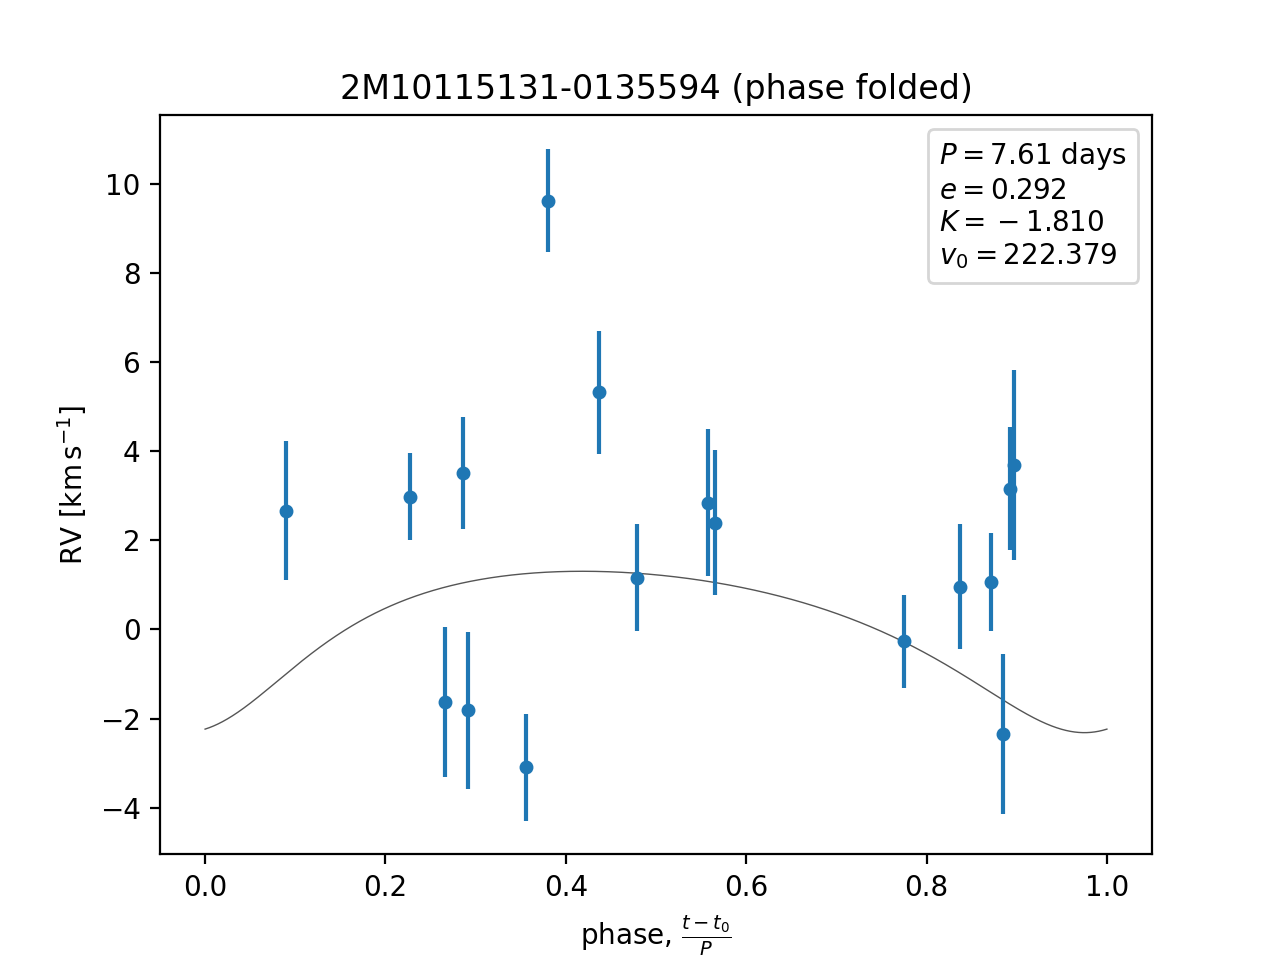 2M10115131-0135594 (phase folded)
P = 7.61 days
e = 0.292
K = −1.810
v₀ = 222.379
10
8
6
4
2
0
−2
−4
RV [km s⁻¹]
0.0 0.2 0.4 0.6 0.8 1.0
phase, (t − t₀)/P